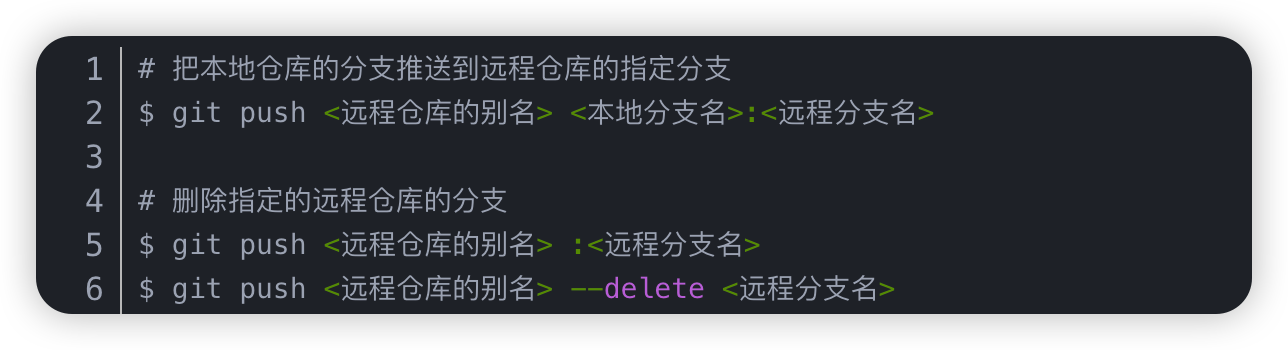 1 # 把本地仓库的分支推送到远程仓库的指定分支
2 $ git push <远程仓库的别名> <本地分支名>:<远程分支名>
3
4 # 删除指定的远程仓库的分支
5 $ git push <远程仓库的别名> :<远程分支名>
6 $ git push <远程仓库的别名> --delete <远程分支名>